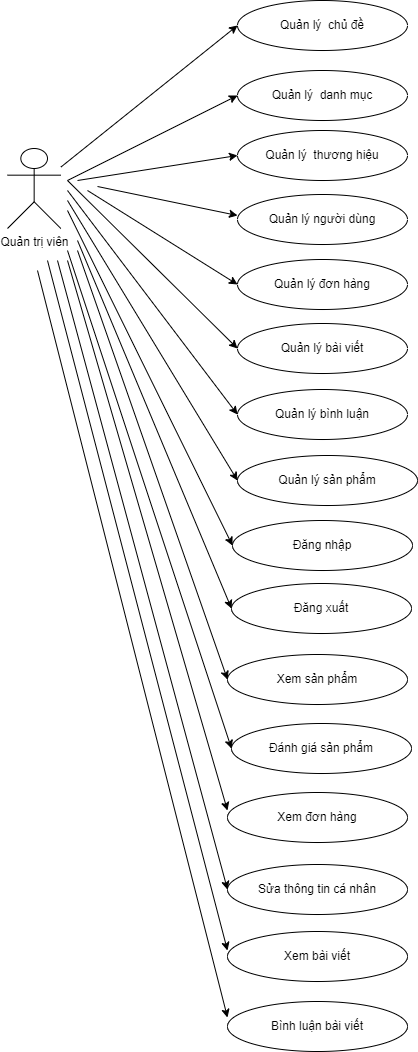 Quản lý  chủ đề
Quản lý  danh mục
Quản lý  thương hiệu
Quản trị viên
Quản lý người dùng
Quản lý đơn hàng
Quản lý bài viết
Quản lý bình luận
Quản lý sản phẩm
Đăng nhập
Đăng xuất
Xem sản phẩm
Đánh giá sản phẩm
Xem đơn hàng
Sửa thông tin cá nhân
Xem bài viết
Bình luận bài viết